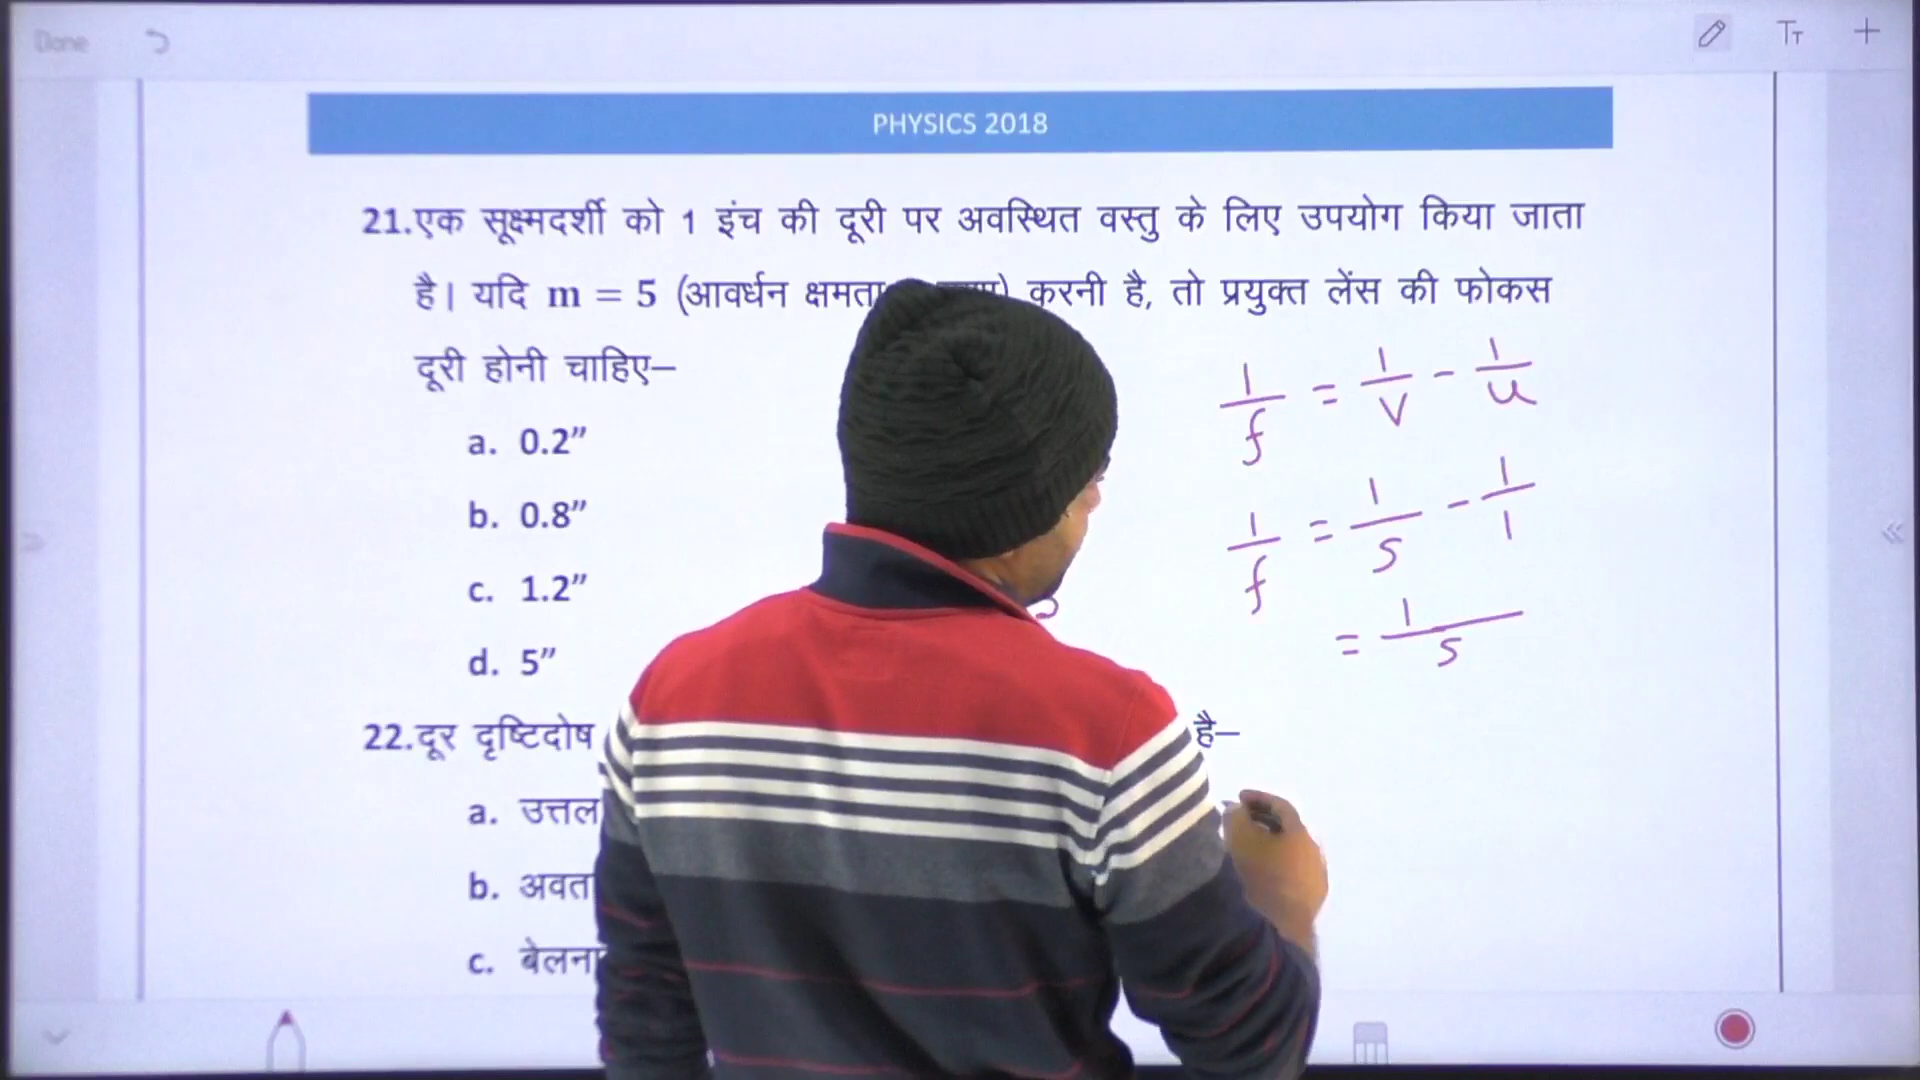 Done
PHYSICS 2018
21.एक सूक्ष्मदर्शी को 1 इंच की दूरी पर अवस्थित वस्तु के लिए उपयोग किया जाता
है। यदि m = 5 (आवर्धन क्षमता करनी है, तो प्रयुक्त लेंस की फोकस
दूरी होनी चाहिए–
a. 0.2”
b. 0.8”
c. 1.2”
d. 5”
1/f = 1/v - 1/u
1/f = 1/5 - 1/1
= 1/5
22.दूर दृष्टिदोष है–
a. उत्तल
b. अवत
c. बेलना